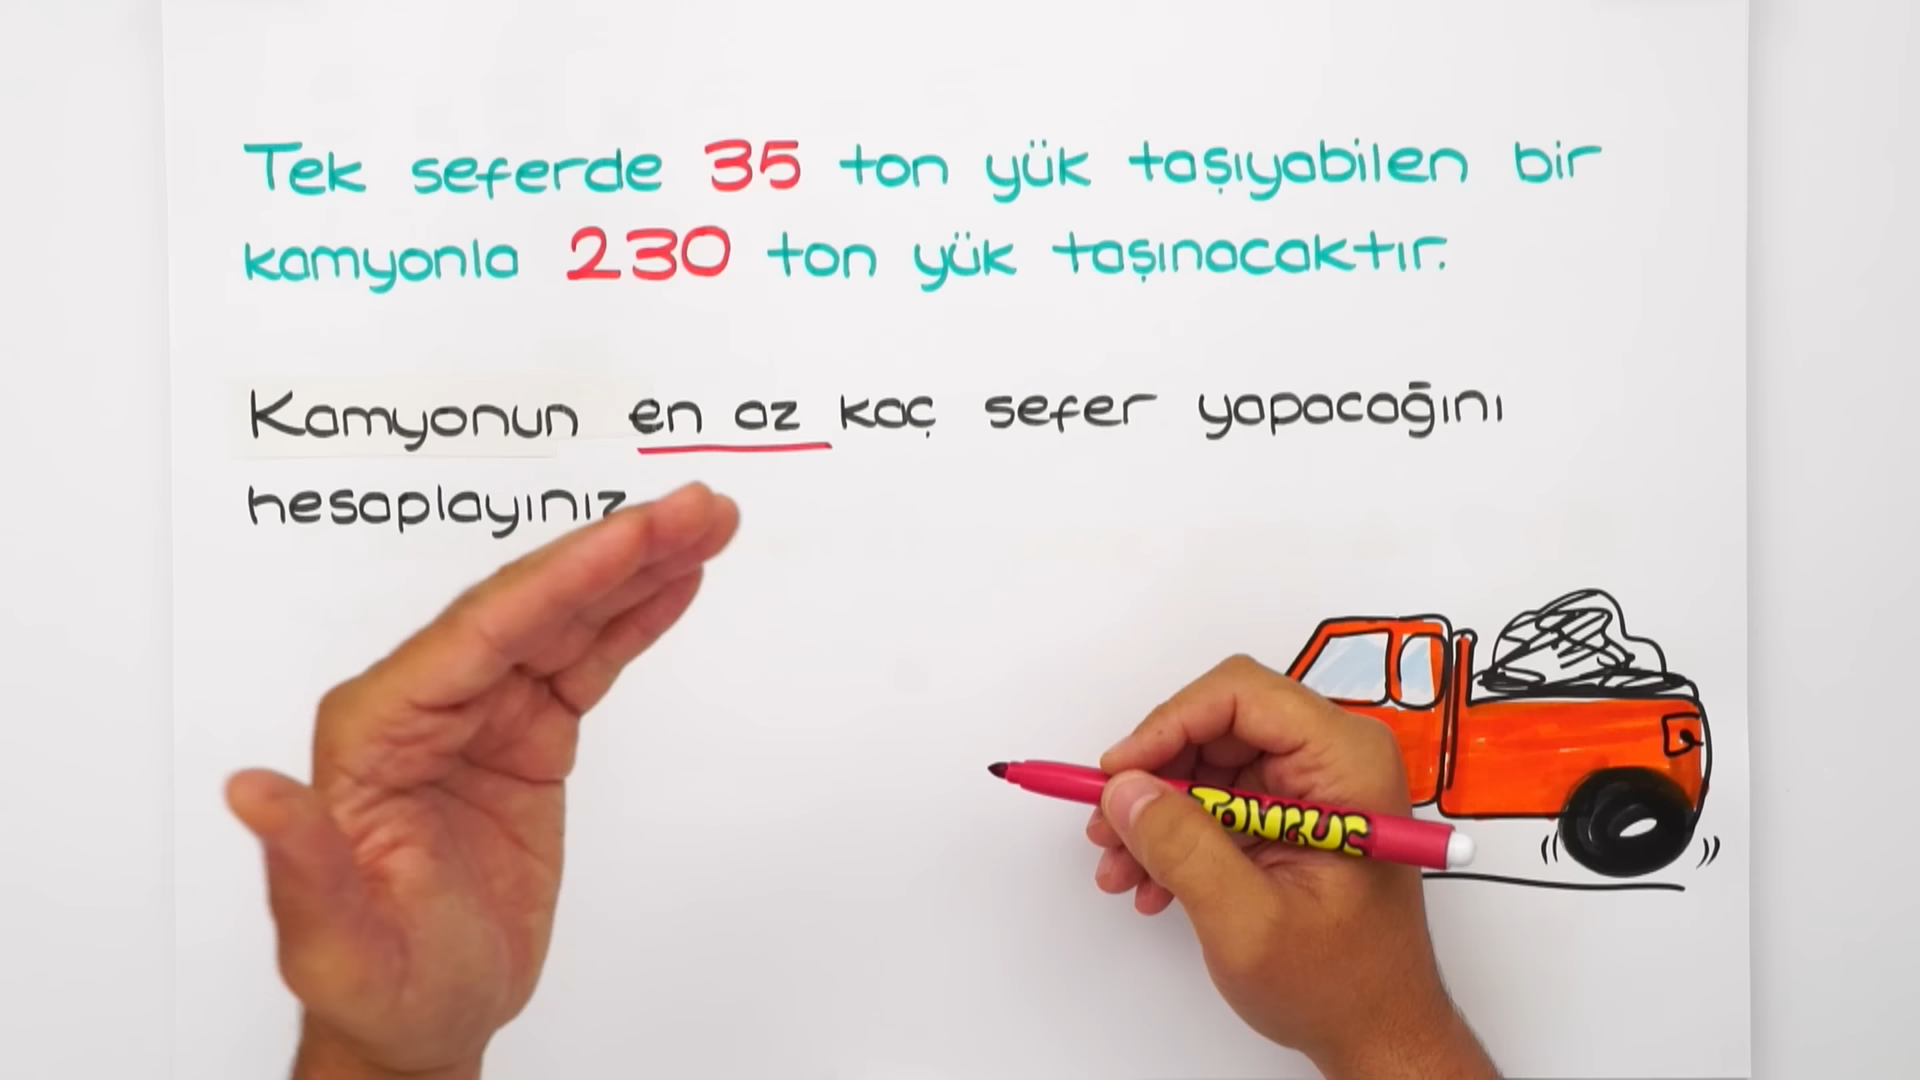 Tek seferde 35 ton yük taşıyabilen bir
kamyonla 230 ton yük taşınacaktır.
Kamyonun en az kaç sefer yapacağını
hesaplayınız
TONGUÇ